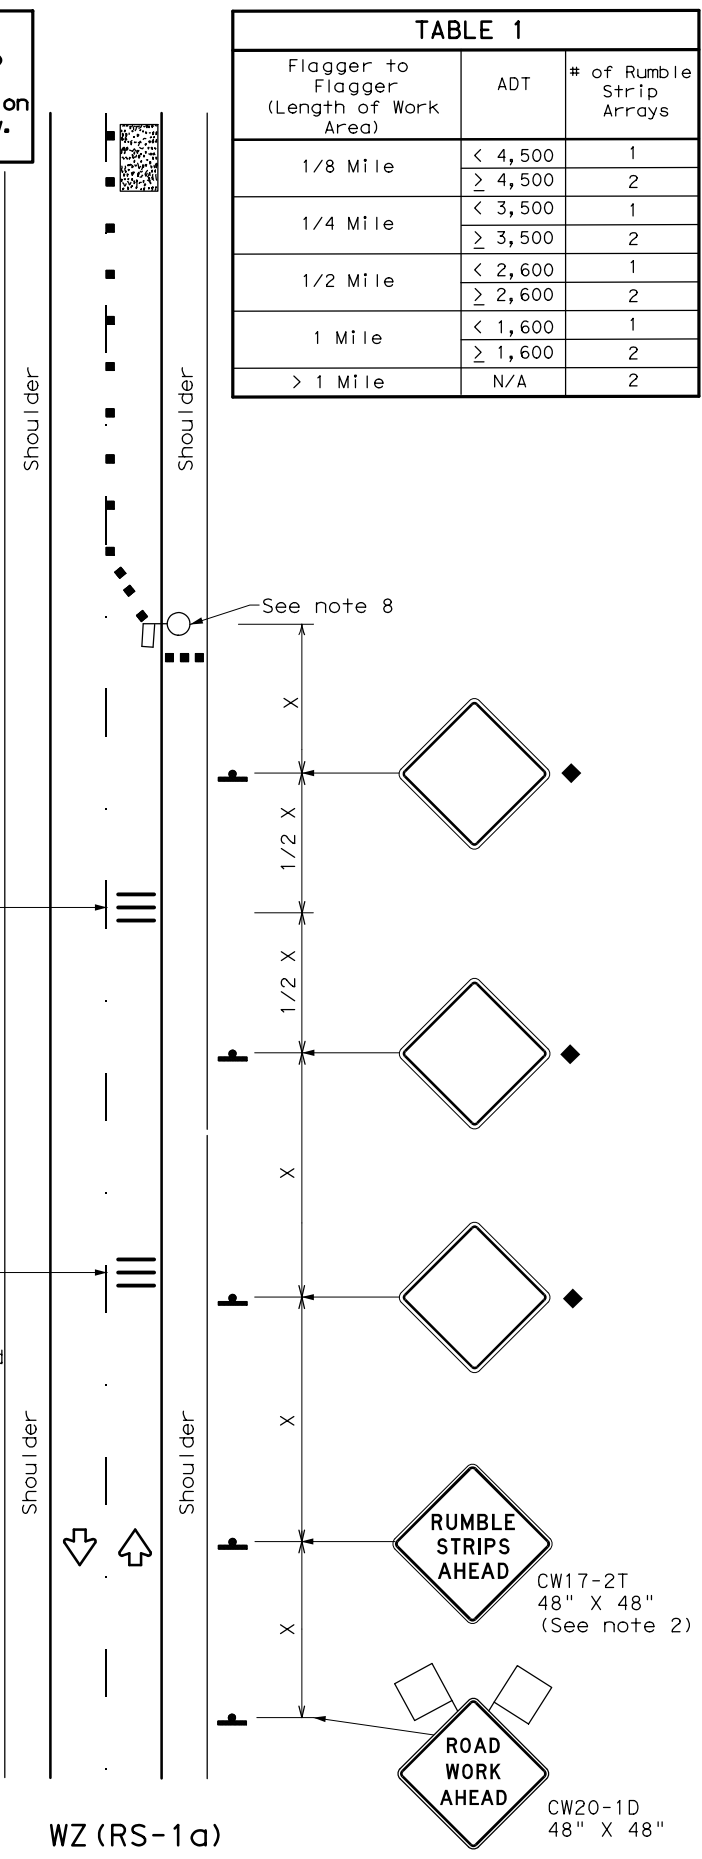 on
TABLE 1
Flagger to
Flagger
(Length of Work
Area)
ADT
# of Rumble
Strip
Arrays
1/8 Mile
< 4,500
1
≥ 4,500
2
1/4 Mile
< 3,500
1
≥ 3,500
2
1/2 Mile
< 2,600
1
≥ 2,600
2
1 Mile
< 1,600
1
≥ 1,600
2
> 1 Mile
N/A
2
Shoulder
Shoulder
See note 8
X
1/2 X
1/2 X
X
X
Shoulder
Shoulder
RUMBLE
STRIPS
AHEAD
CW17-2T
48" X 48"
(See note 2)
X
ROAD
WORK
AHEAD
CW20-1D
48" X 48"
WZ(RS-1a)